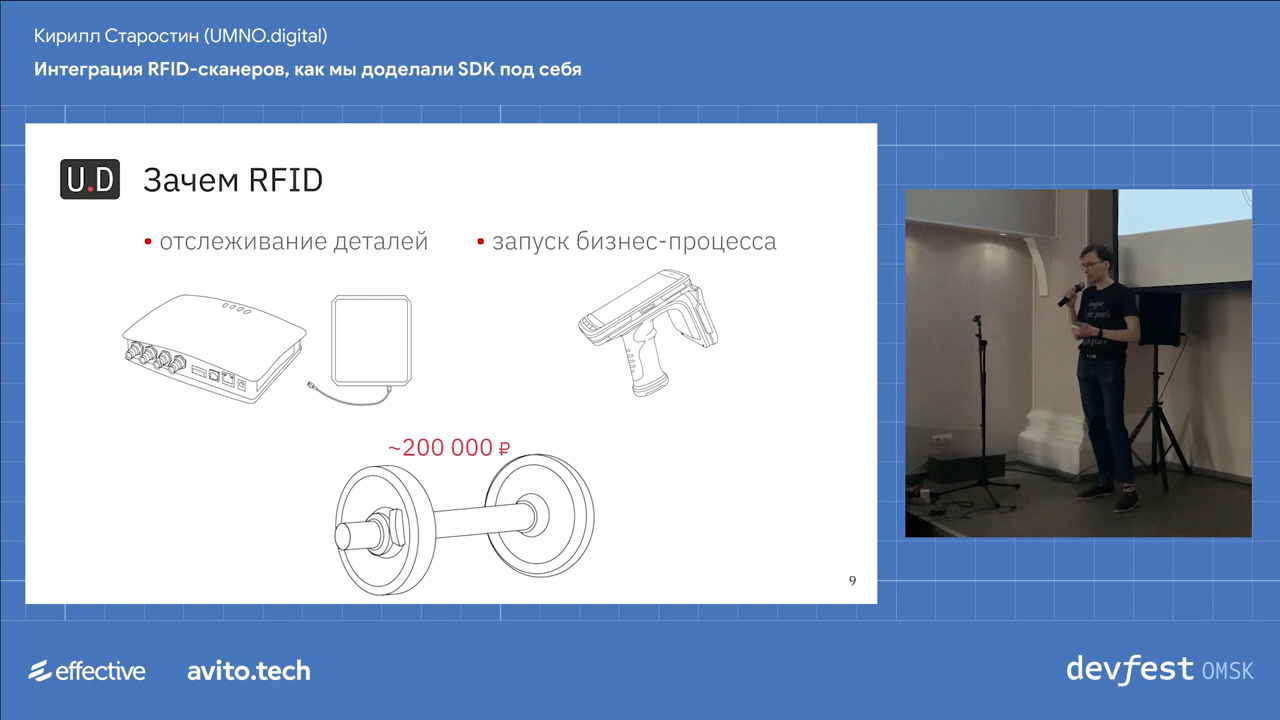 Кирилл Старостин (UMNO.digital)
Интеграция RFID-сканеров, как мы доделали SDK под себя
U.D Зачем RFID
• отслеживание деталей
• запуск бизнес-процесса
~200 000 ₽
9
effective
avito.tech
devfest OMSK